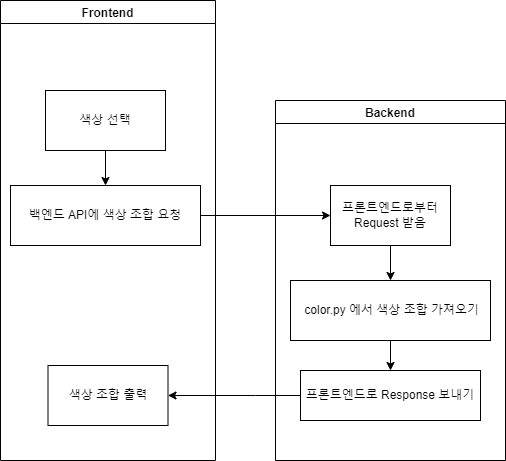 Frontend
색상 선택
백엔드 API에 색상 조합 요청
색상 조합 출력
Backend
프론트엔드로부터
Request 받음
color.py 에서 색상 조합 가져오기
프론트엔드로 Response 보내기